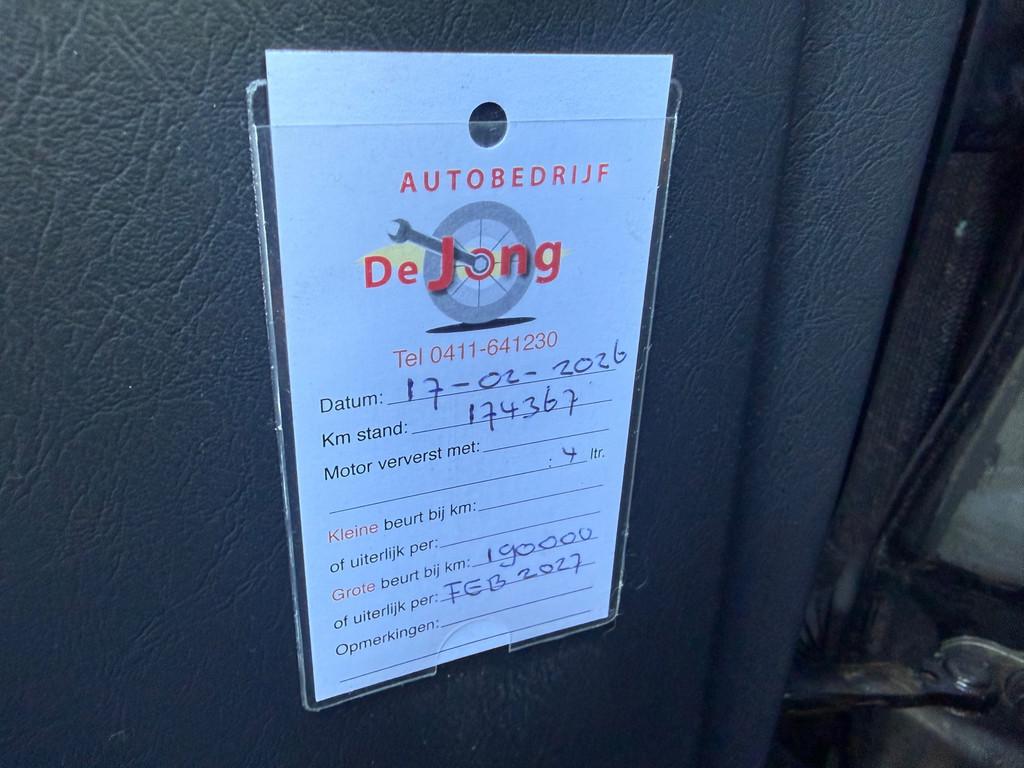 AUTOBEDRIJF
De Jong
Tel 0411-641230
Datum: 17-02-2026
Km stand: 174367
Motor ververst met:
: 4 ltr.
Kleine beurt bij km:
of uiterlijk per:
Grote beurt bij km: 190000
of uiterlijk per: FEB 2027
Opmerkingen: